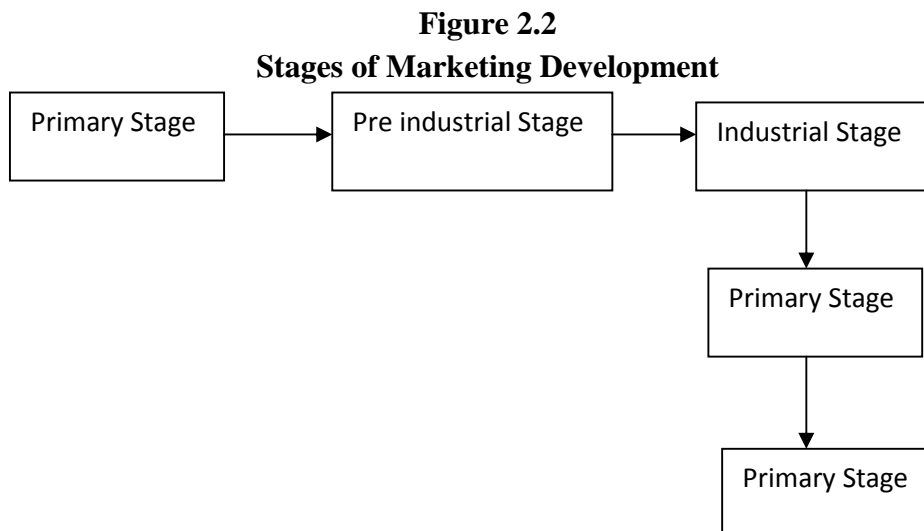 Figure 2.2
Stages of Marketing Development
Primary Stage
Pre industrial Stage
Industrial Stage
Primary Stage
Primary Stage